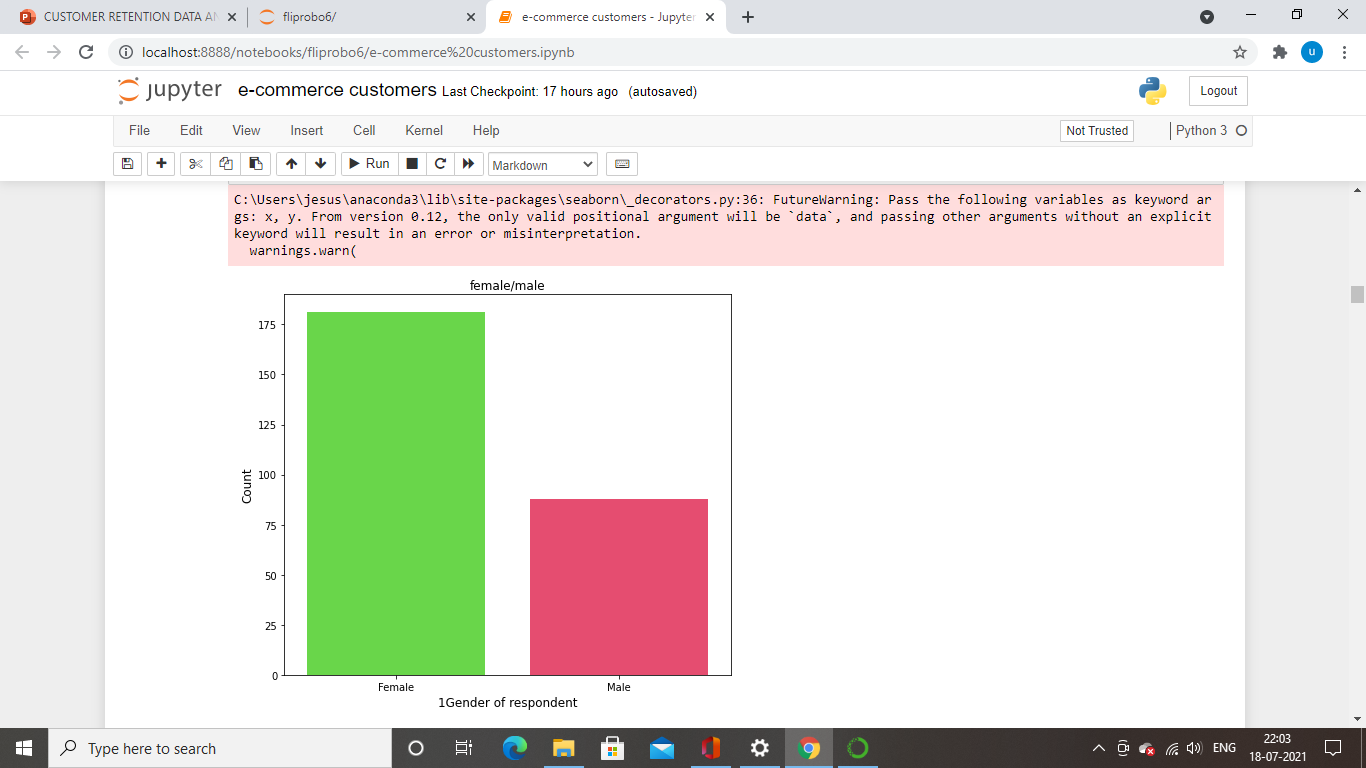 CUSTOMER RETENTION DATA AN
fliprobo6/
e-commerce customers - Jupyter
localhost:8888/notebooks/fliprobo6/e-commerce%20customers.ipynb
u
jupyter e-commerce customers Last Checkpoint: 17 hours ago (autosaved)
Logout
File Edit View Insert Cell Kernel Help
Not Trusted
Python 3
Run
Markdown
C:\Users\jesus\anaconda3\lib\site-packages\seaborn\_decorators.py:36: FutureWarning: Pass the following variables as keyword ar
gs: x, y. From version 0.12, the only valid positional argument will be `data`, and passing other arguments without an explicit
keyword will result in an error or misinterpretation.
warnings.warn(
female/male
175
150
125
100
75
50
25
0
Count
Female Male
1Gender of respondent
Type here to search
ENG
22:03
18-07-2021